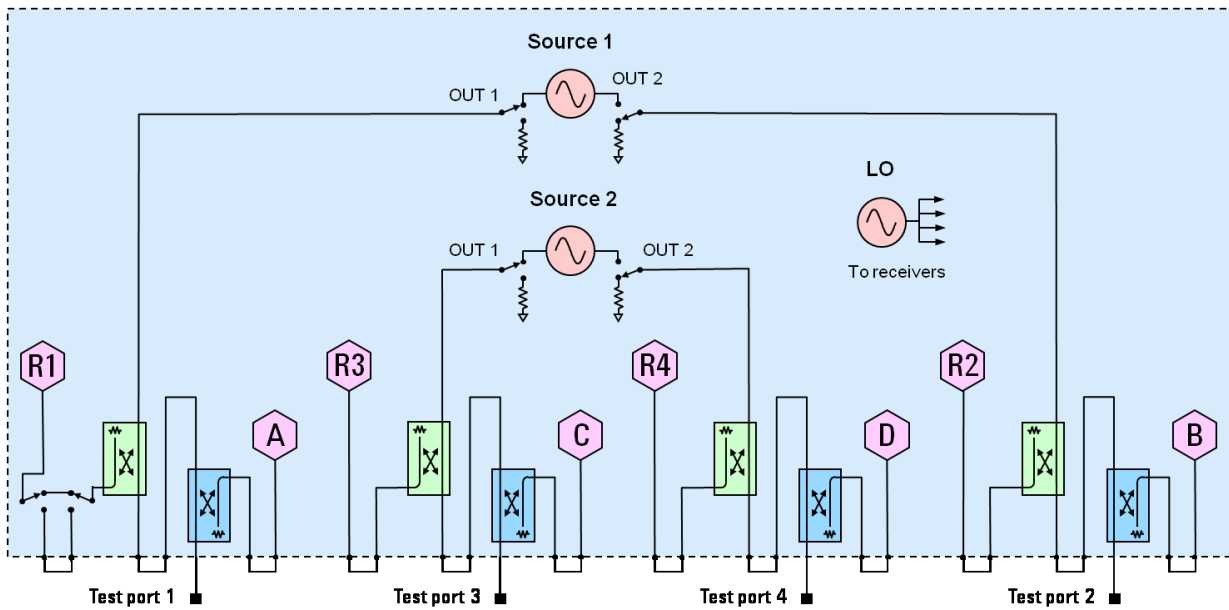 Source 1
OUT 1
OUT 2
LO
Source 2
OUT 1
OUT 2
To receivers
R1
R3
R4
R2
A
C
D
B
Test port 1
Test port 3
Test port 4
Test port 2